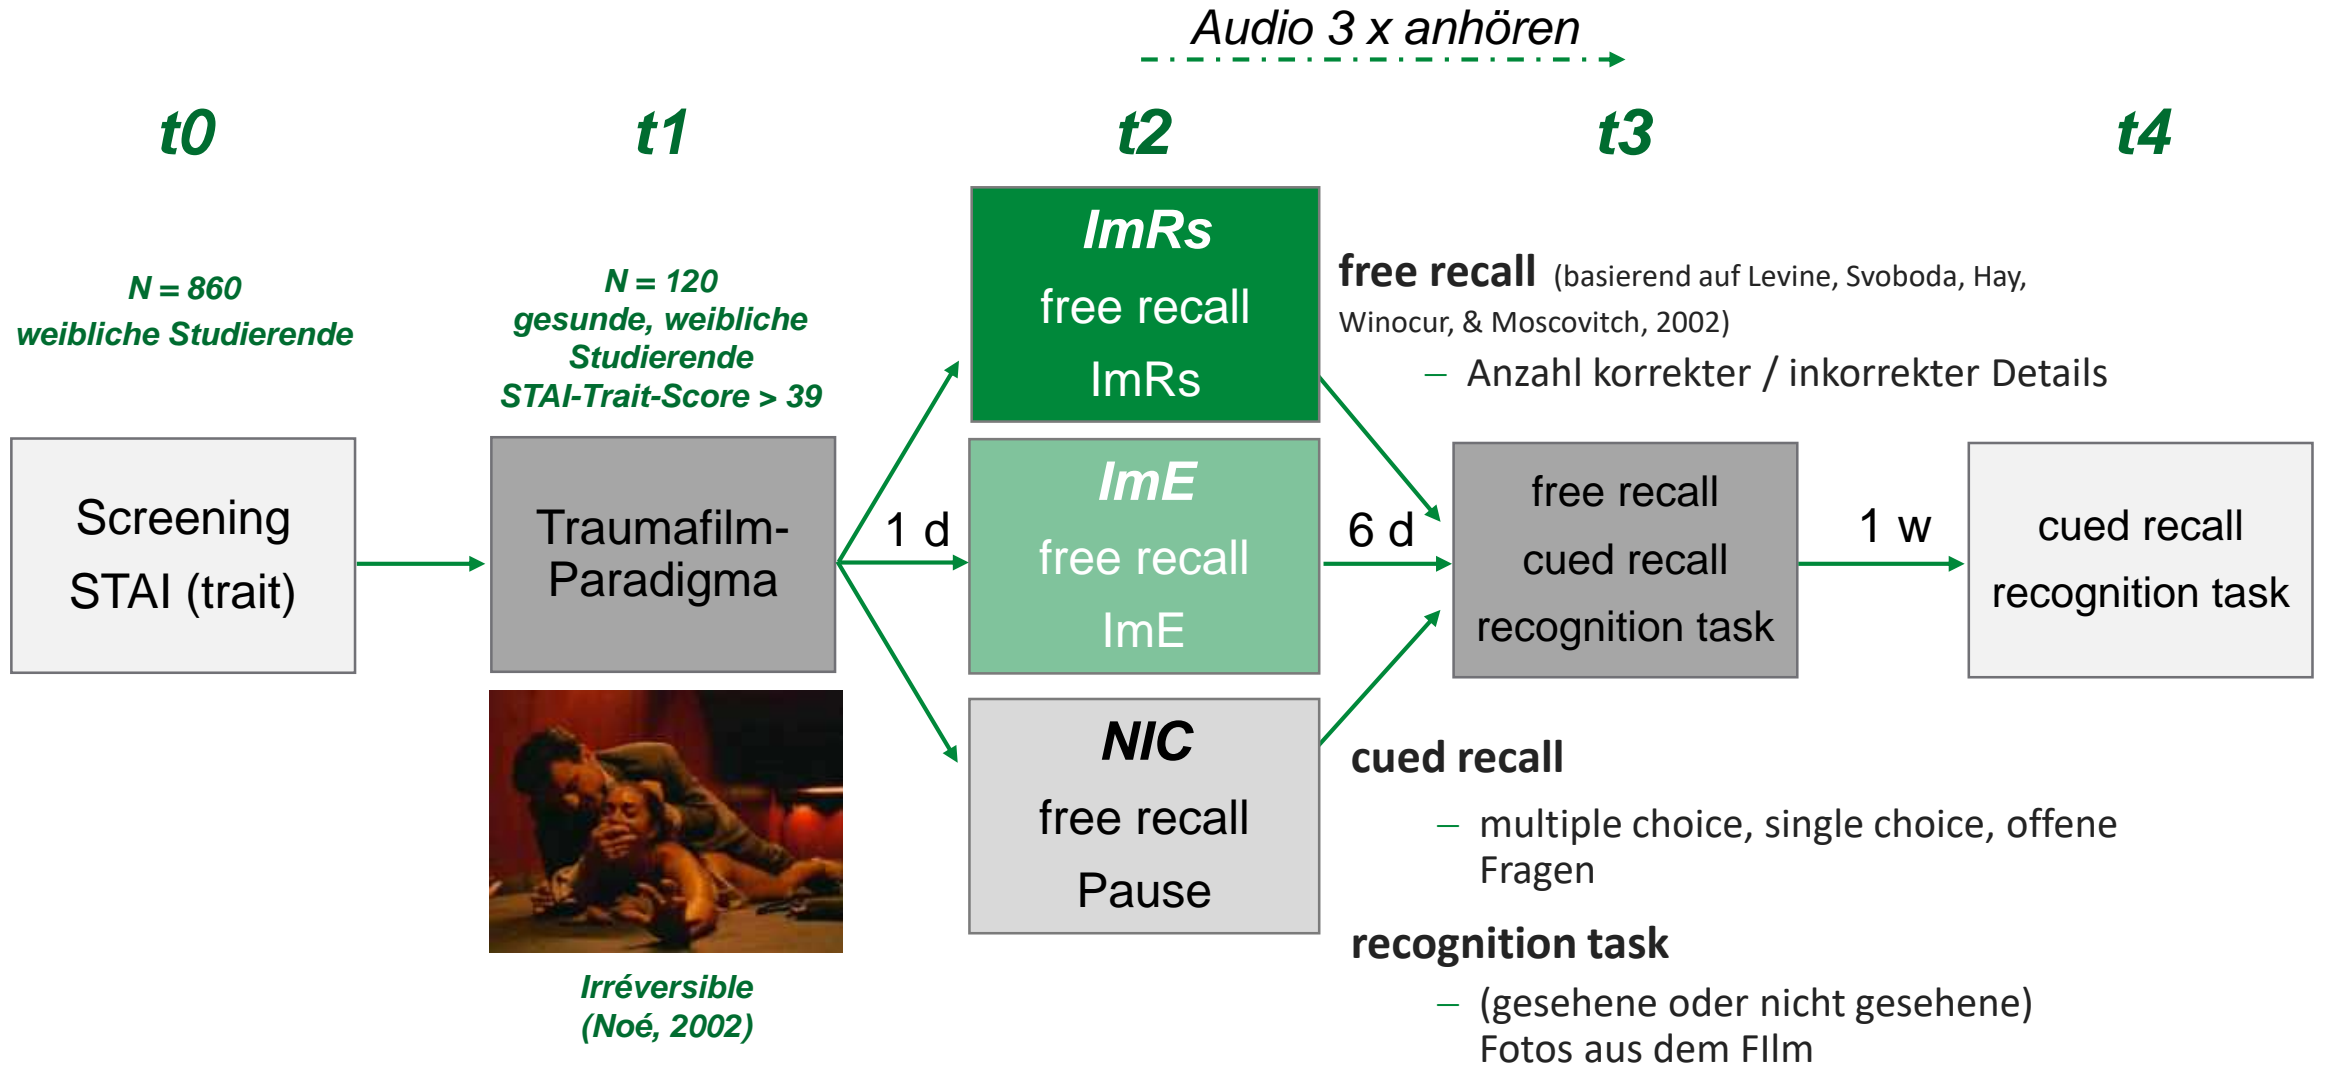 Audio 3 x anhören
t0
t1
t2
t3
t4
N = 860
weibliche Studierende
N = 120
gesunde, weibliche
Studierende
STAI-Trait-Score > 39
Screening
STAI (trait)
Traumafilm-
Paradigma
Irréversible
(Noé, 2002)
1 d
ImRs
free recall
ImRs
ImE
free recall
ImE
NIC
free recall
Pause
6 d
free recall (basierend auf Levine, Svoboda, Hay,
Winocur, & Moscovitch, 2002)
– Anzahl korrekter / inkorrekter Details
free recall
cued recall
recognition task
1 w
cued recall
recognition task
cued recall
– multiple choice, single choice, offene
Fragen
recognition task
– (gesehene oder nicht gesehene)
Fotos aus dem FIlm